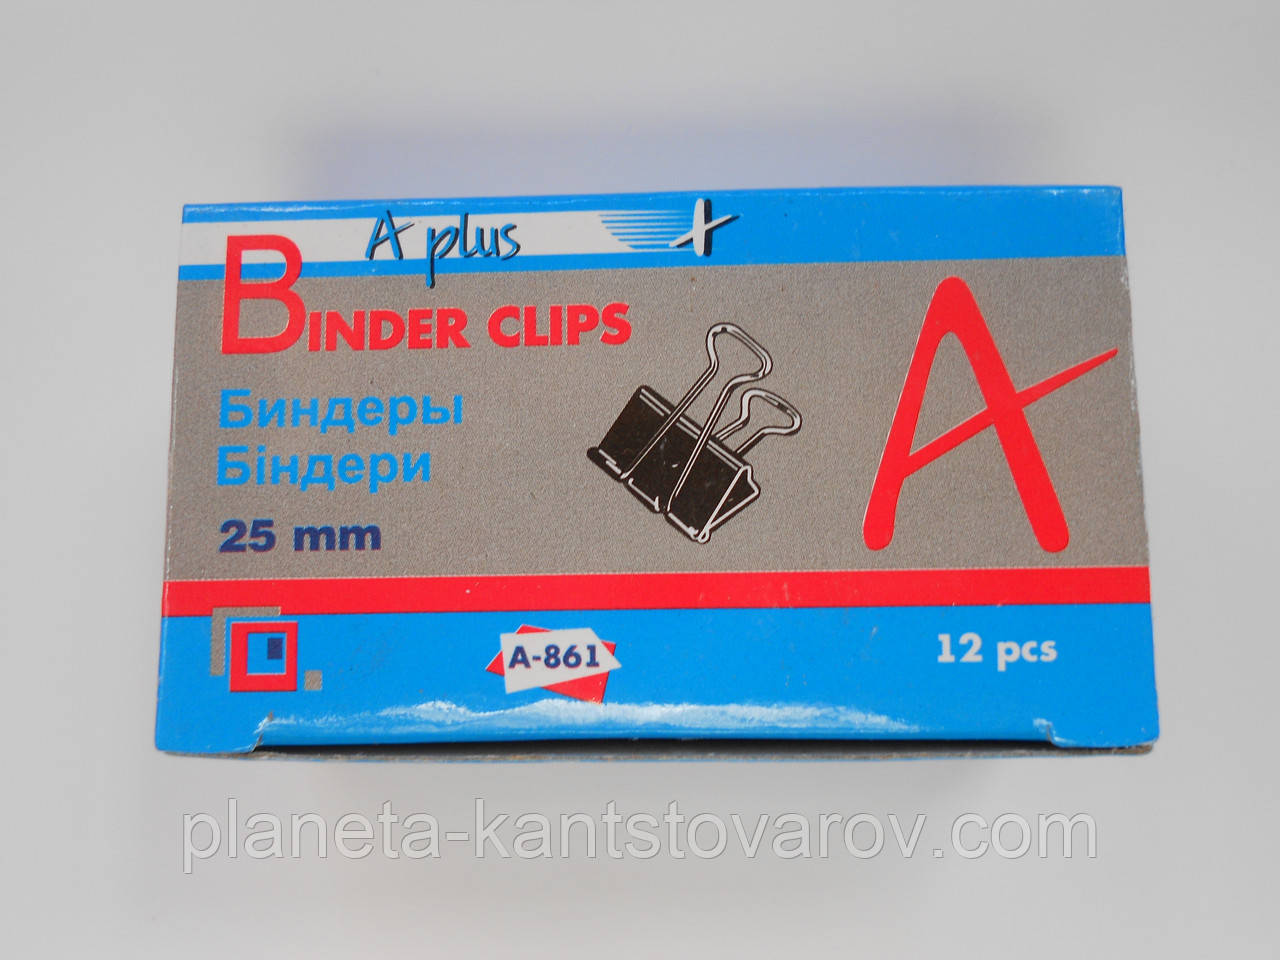 A plus
BINDER CLIPS
Биндеры
Біндери
25 mm
A
A-861
12 pcs
planeta-kantstovarov.com